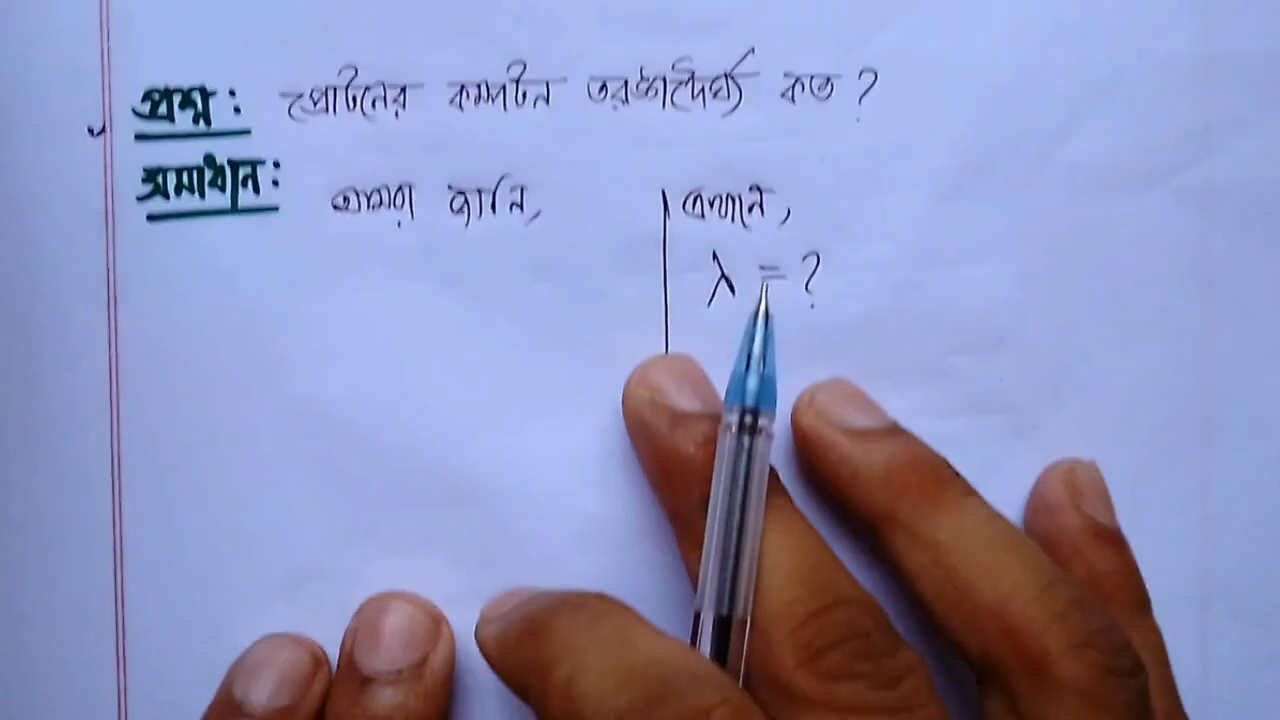 প্রশ্ন: প্রোটনের কম্পটন তরঙ্গদৈর্ঘ্য কত ?
সমাধান: আমরা জানি, এখানে,
λ = ?